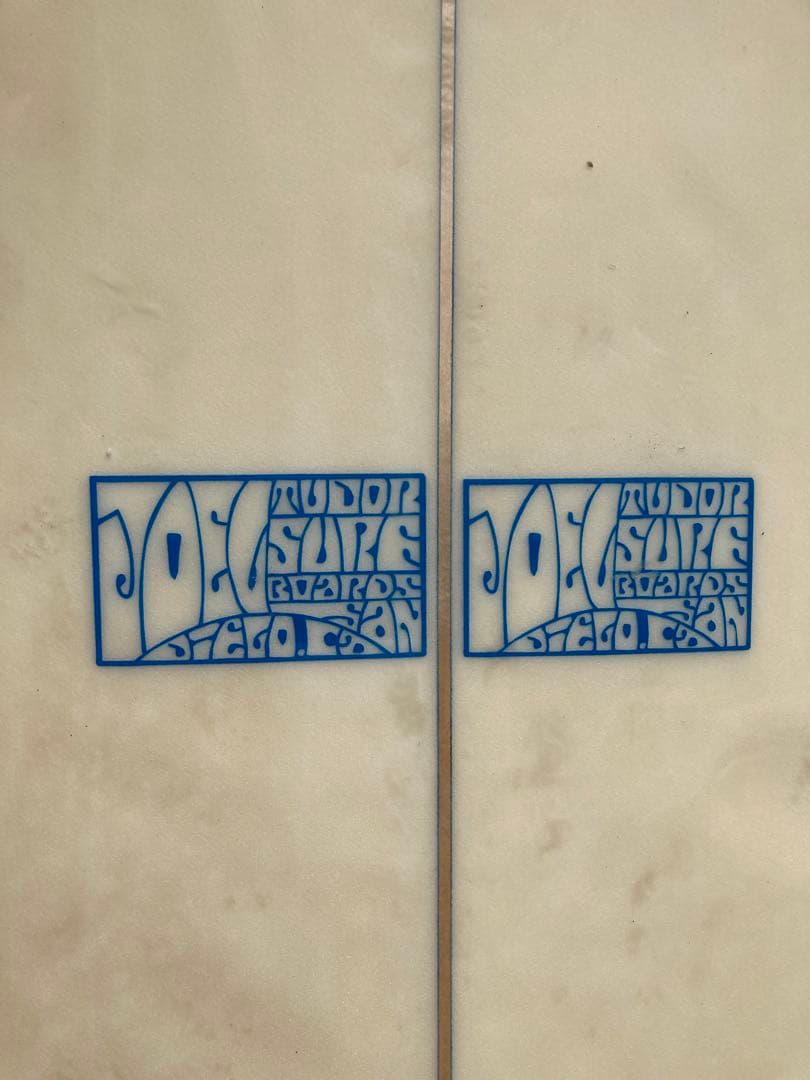 JOEL TUDOR
SURF
BOARDS
SAN
DIEGO, CA
JOEL TUDOR
SURF
BOARDS
SAN
DIEGO, CA